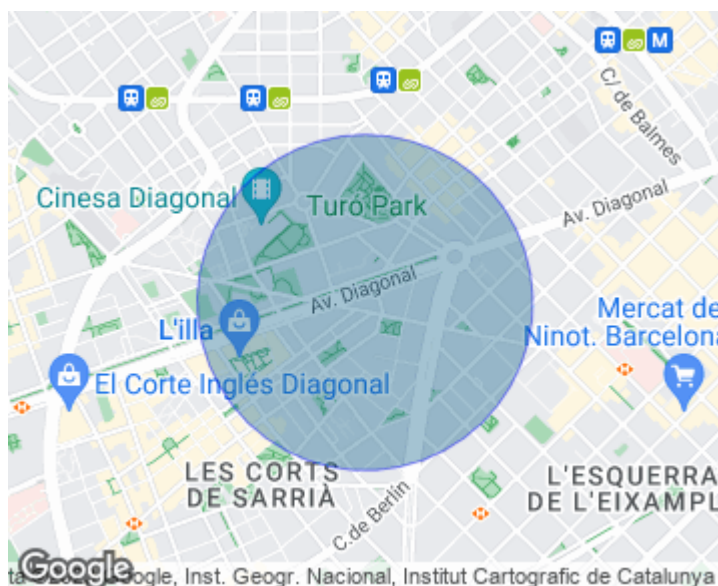 M
C/ de Balmes
Cinesa Diagonal
Turó Park
Av. Diagonal
Av. Diagonal
L'illa
Mercat de
Ninot. Barcelona
El Corte Inglés Diagonal
LES CORTS
DE SARRIÀ
L'ESQUERRA
DE L'EIXAMPL
C. de Berlín
Google
Google, Inst. Geogr. Nacional, Institut Cartogràfic de Catalunya